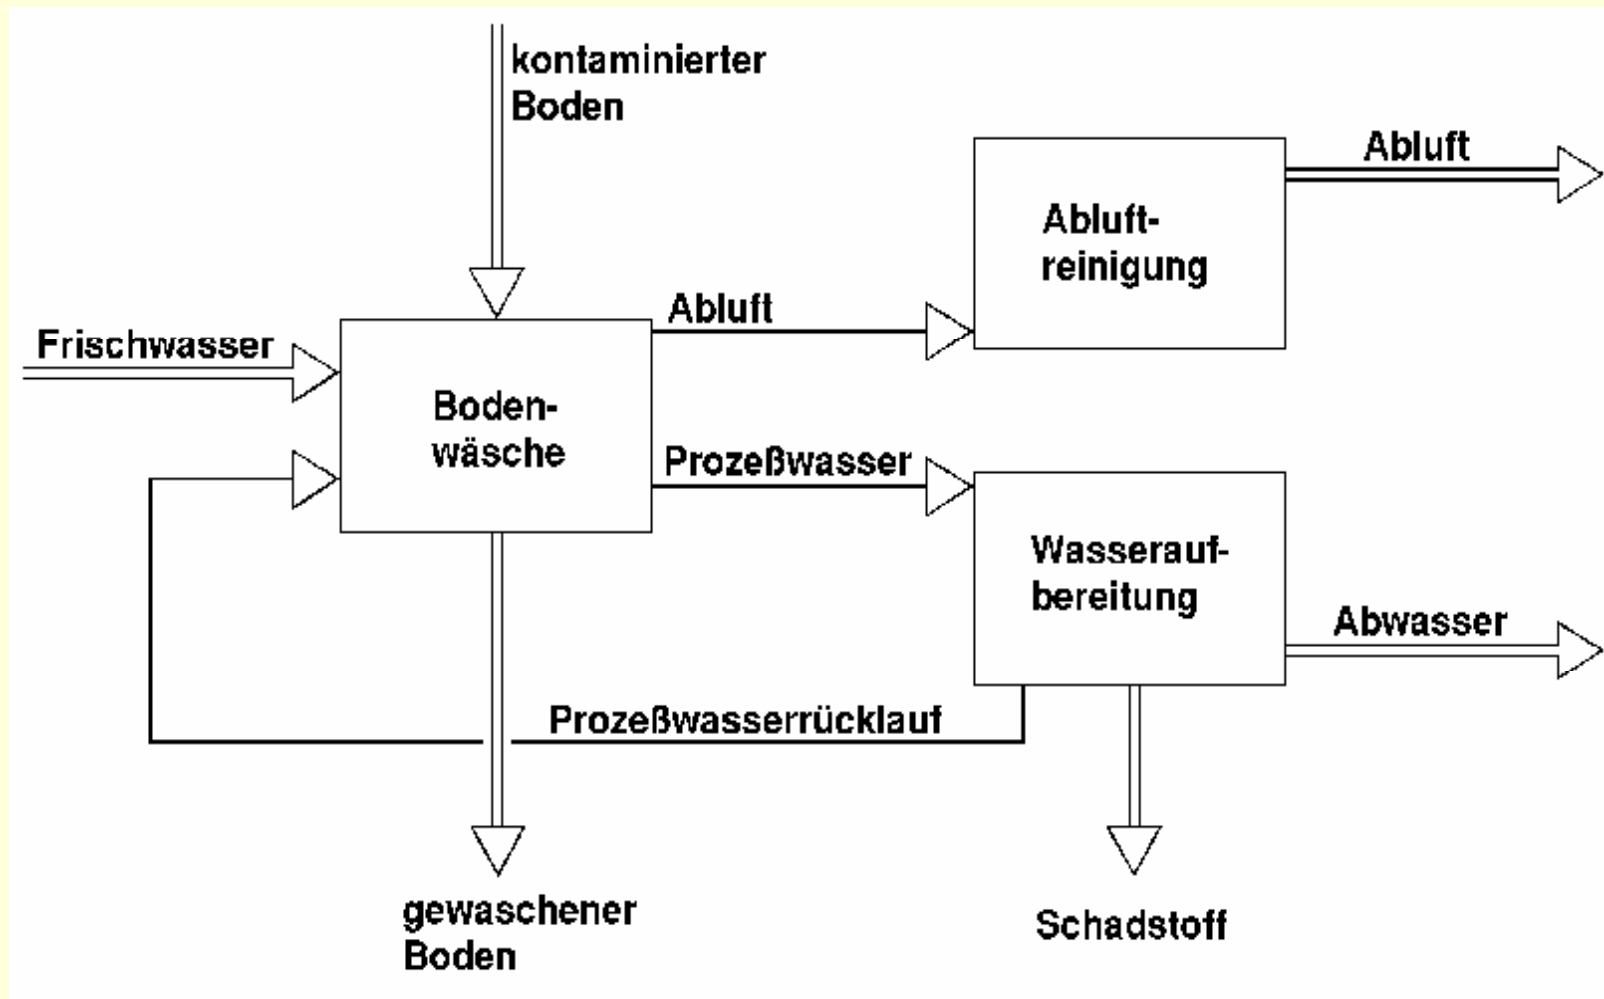 kontaminierter
Boden
Abluft
Abluft-
reinigung
Abluft
Frischwasser
Boden-
wäsche
Prozeßwasser
Wasserauf-
bereitung
Abwasser
Prozeßwasserrücklauf
gewaschener
Boden
Schadstoff